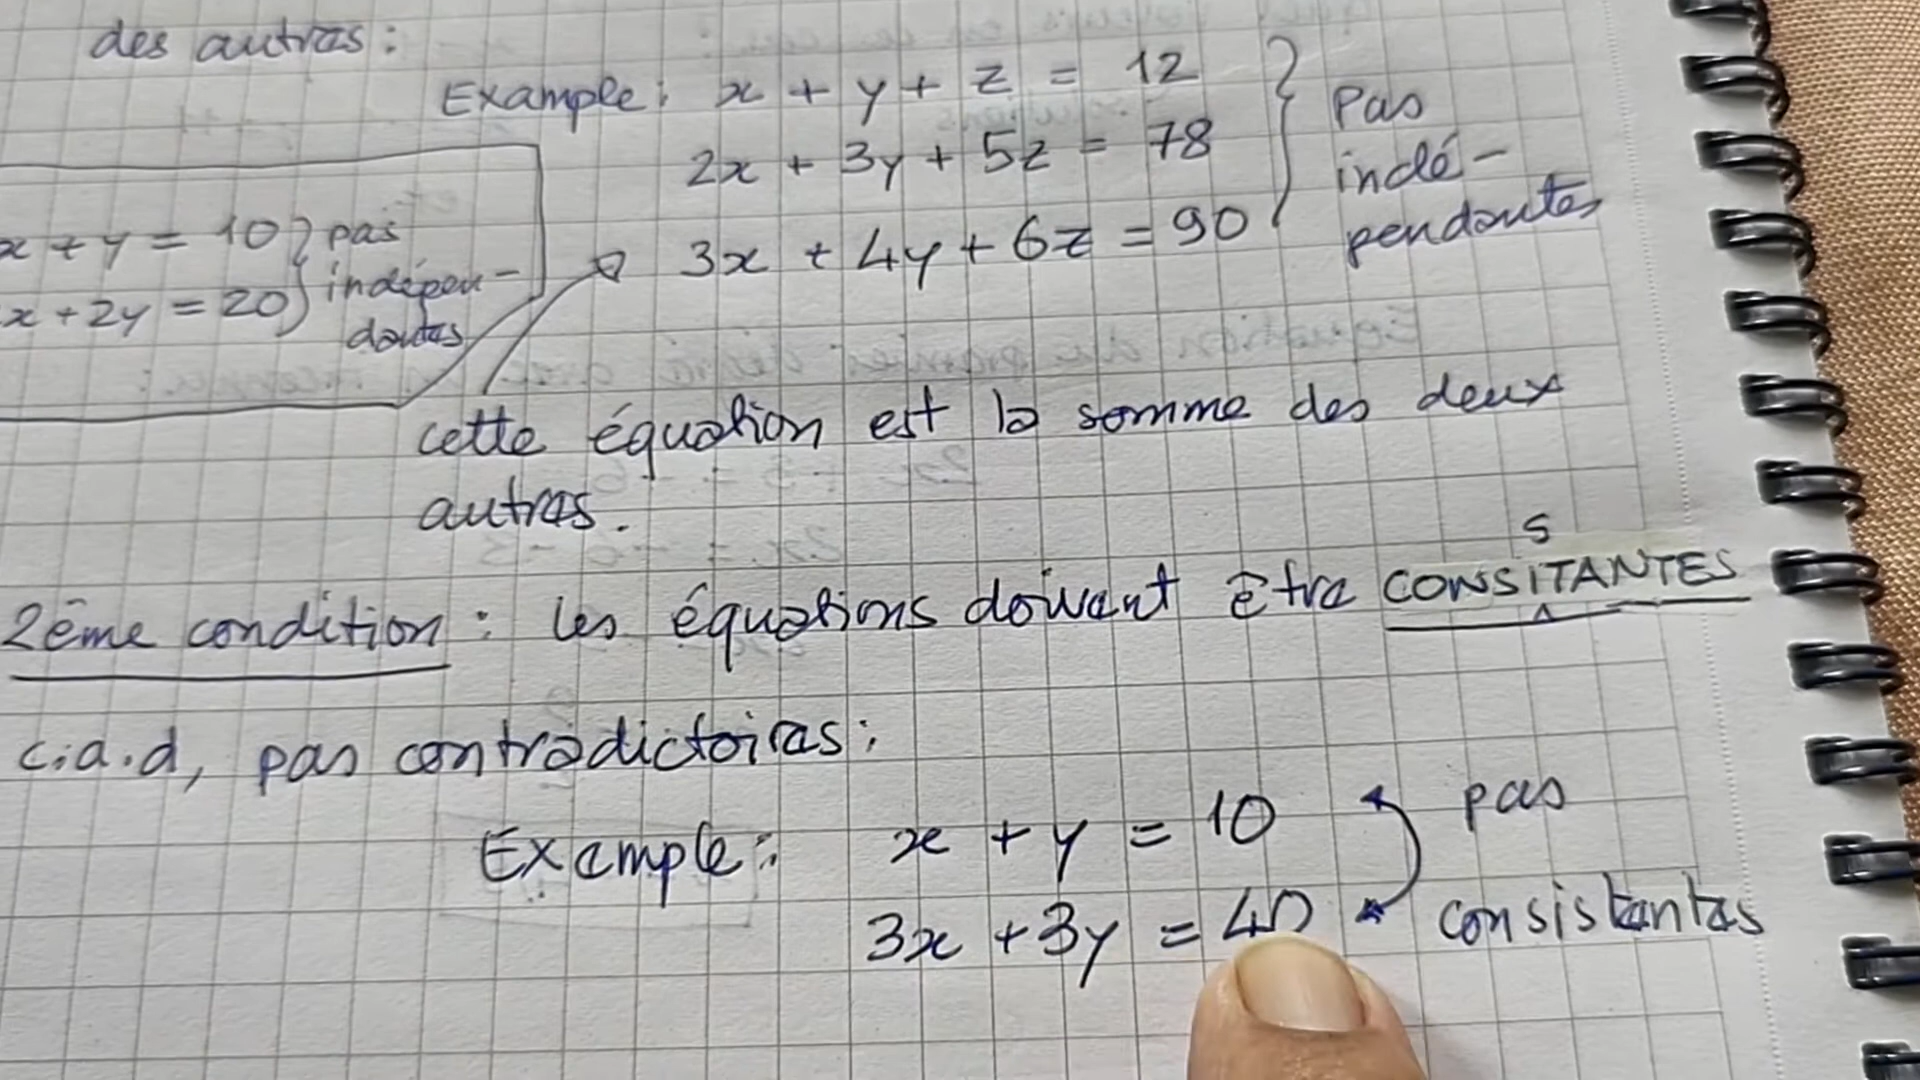 des autres :
Example : x + y + z = 12
2x + 3y + 5z = 78
3x + 4y + 6z = 90
pas
indé-
pendantes
x + y = 10
x + 2y = 20
pas
indépen-
dantes
cette équation est la somme des deux
autres.
2ème condition : les équations doivent être CONSITANTES
S
c.a.d, pas contradictoires :
Example : x + y = 10
3x + 3y = 40
pas
consistantes